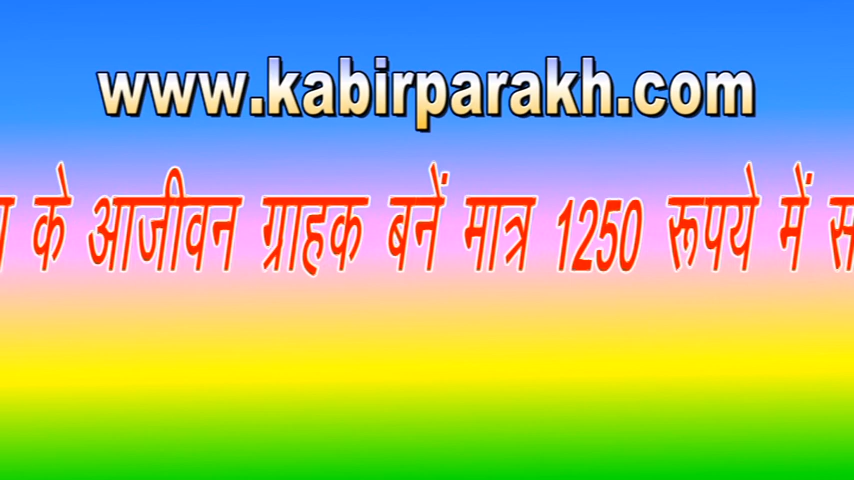 www.kabirparakh.com
के आजीवन ग्राहक बनें मात्र 1250 रूपये में